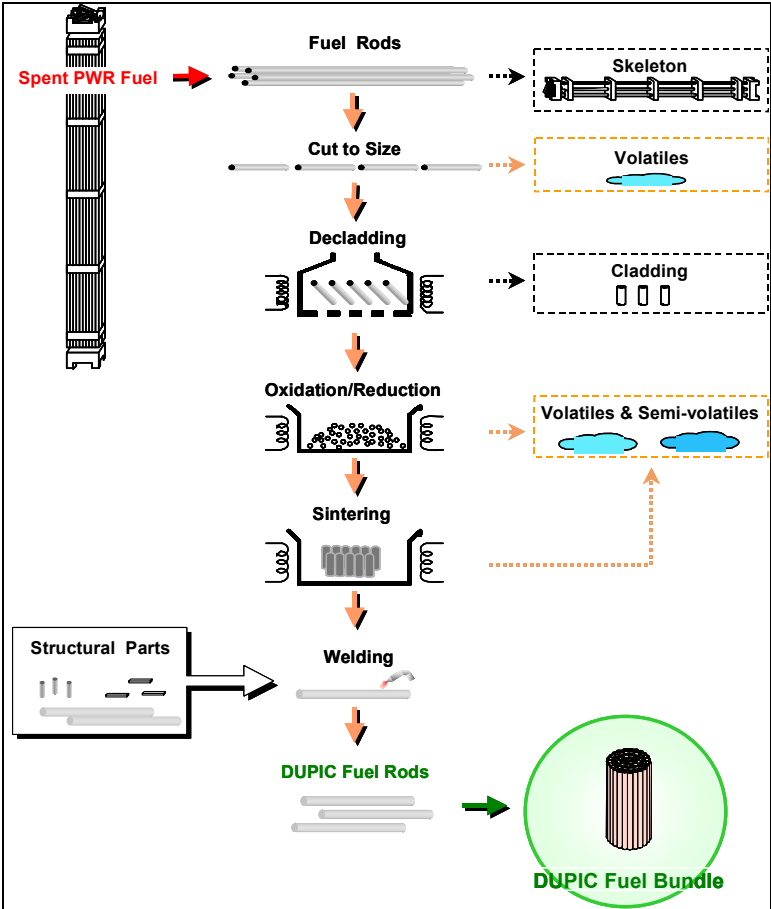 Fuel Rods
Spent PWR Fuel
Skeleton
Cut to Size
Volatiles
Decladding
Cladding
Oxidation/Reduction
Volatiles & Semi-volatiles
Sintering
Structural Parts
Welding
DUPIC Fuel Rods
DUPIC Fuel Bundle